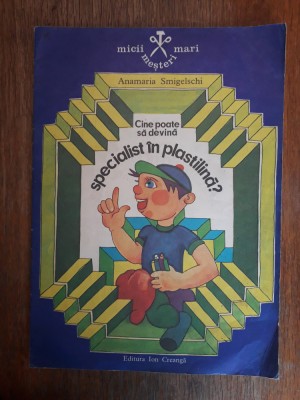 micii mari
meșteri
Anamaria Smigelschi
Cine poate
să devină
specialist în plastilină?
Editura Ion Creangă